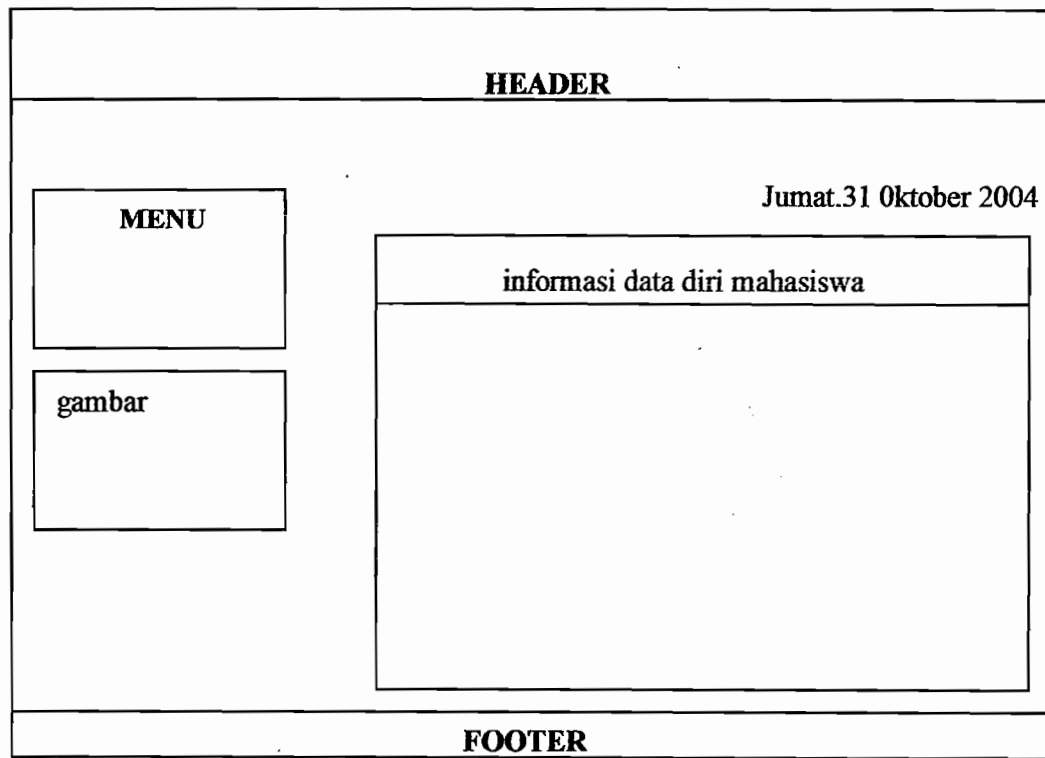 HEADER
MENU
Jumat.31 0ktober 2004
informasi data diri mahasiswa
gambar
FOOTER